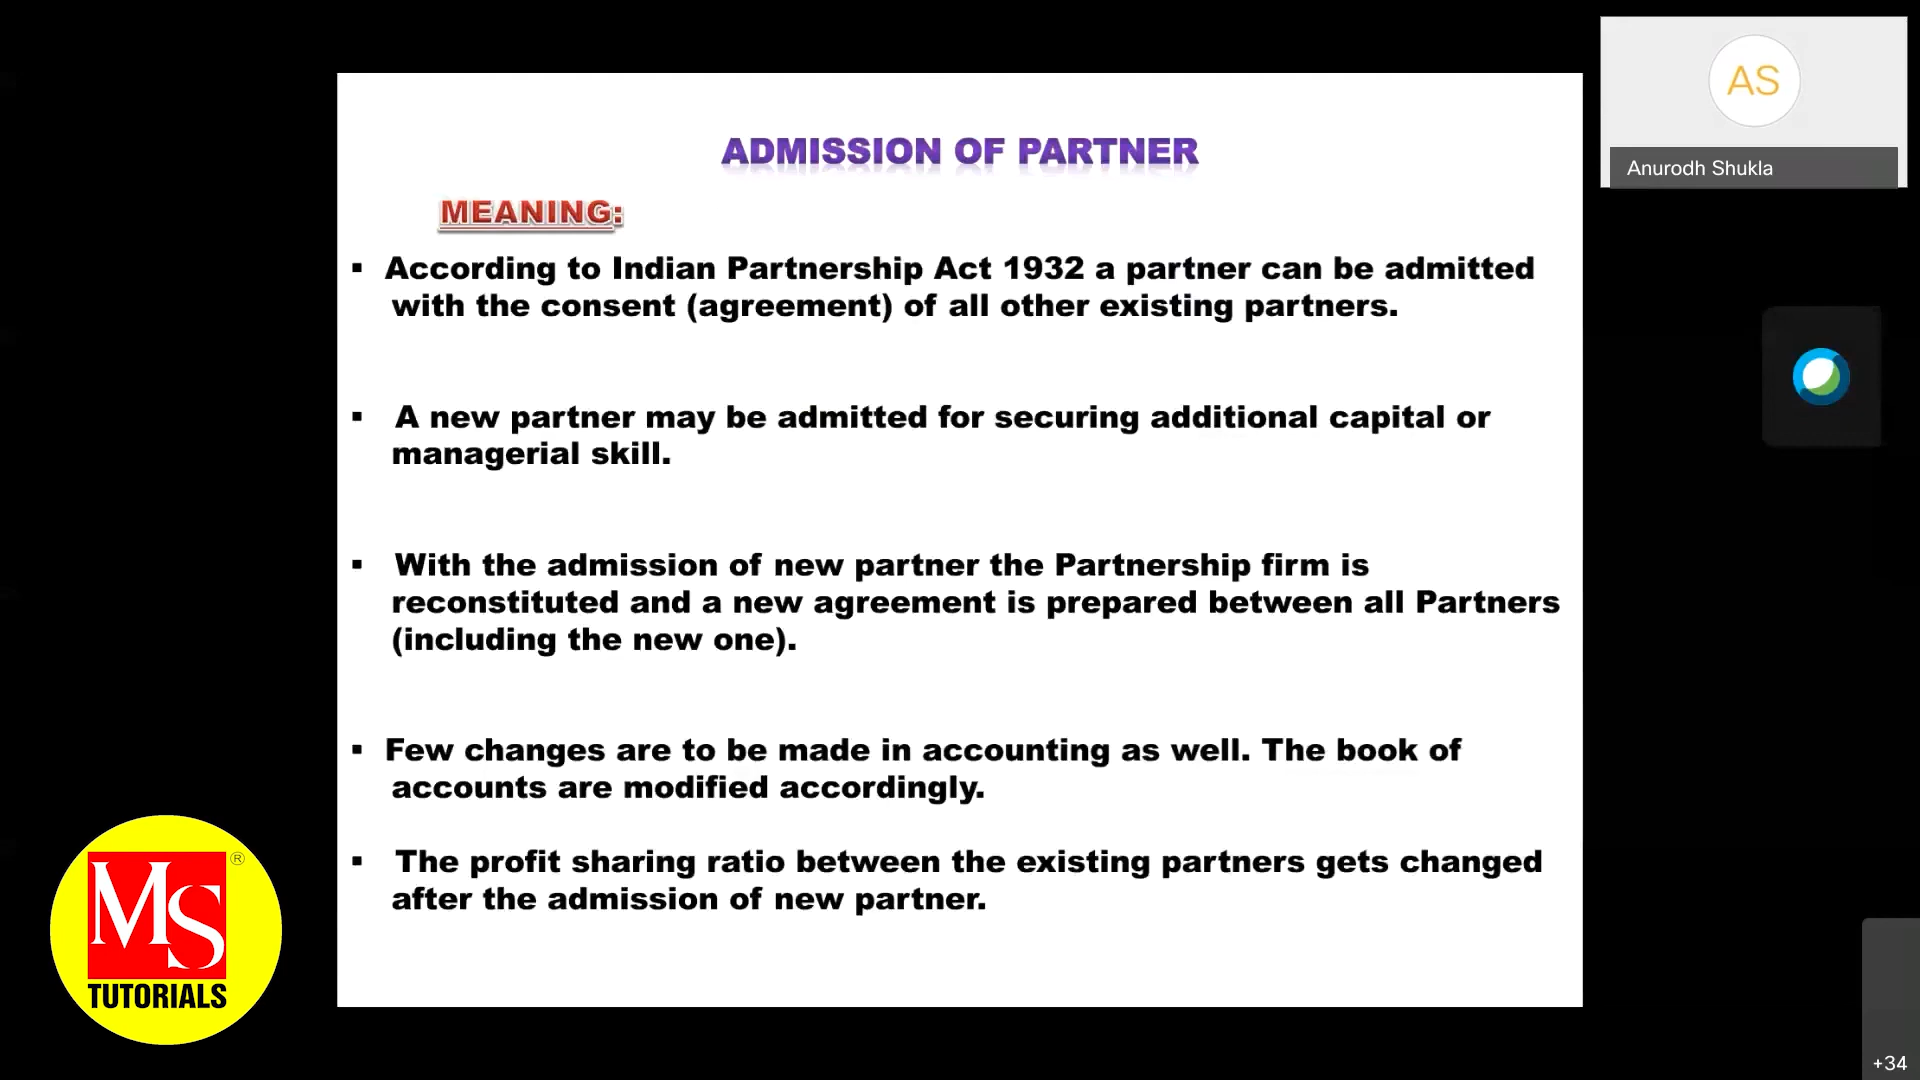 ADMISSION OF PARTNER
MEANING:
▪ According to Indian Partnership Act 1932 a partner can be admitted
with the consent (agreement) of all other existing partners.
▪ A new partner may be admitted for securing additional capital or
managerial skill.
▪ With the admission of new partner the Partnership firm is
reconstituted and a new agreement is prepared between all Partners
(including the new one).
▪ Few changes are to be made in accounting as well. The book of
accounts are modified accordingly.
▪ The profit sharing ratio between the existing partners gets changed
after the admission of new partner.
AS
Anurodh Shukla
MS
®
TUTORIALS
+34